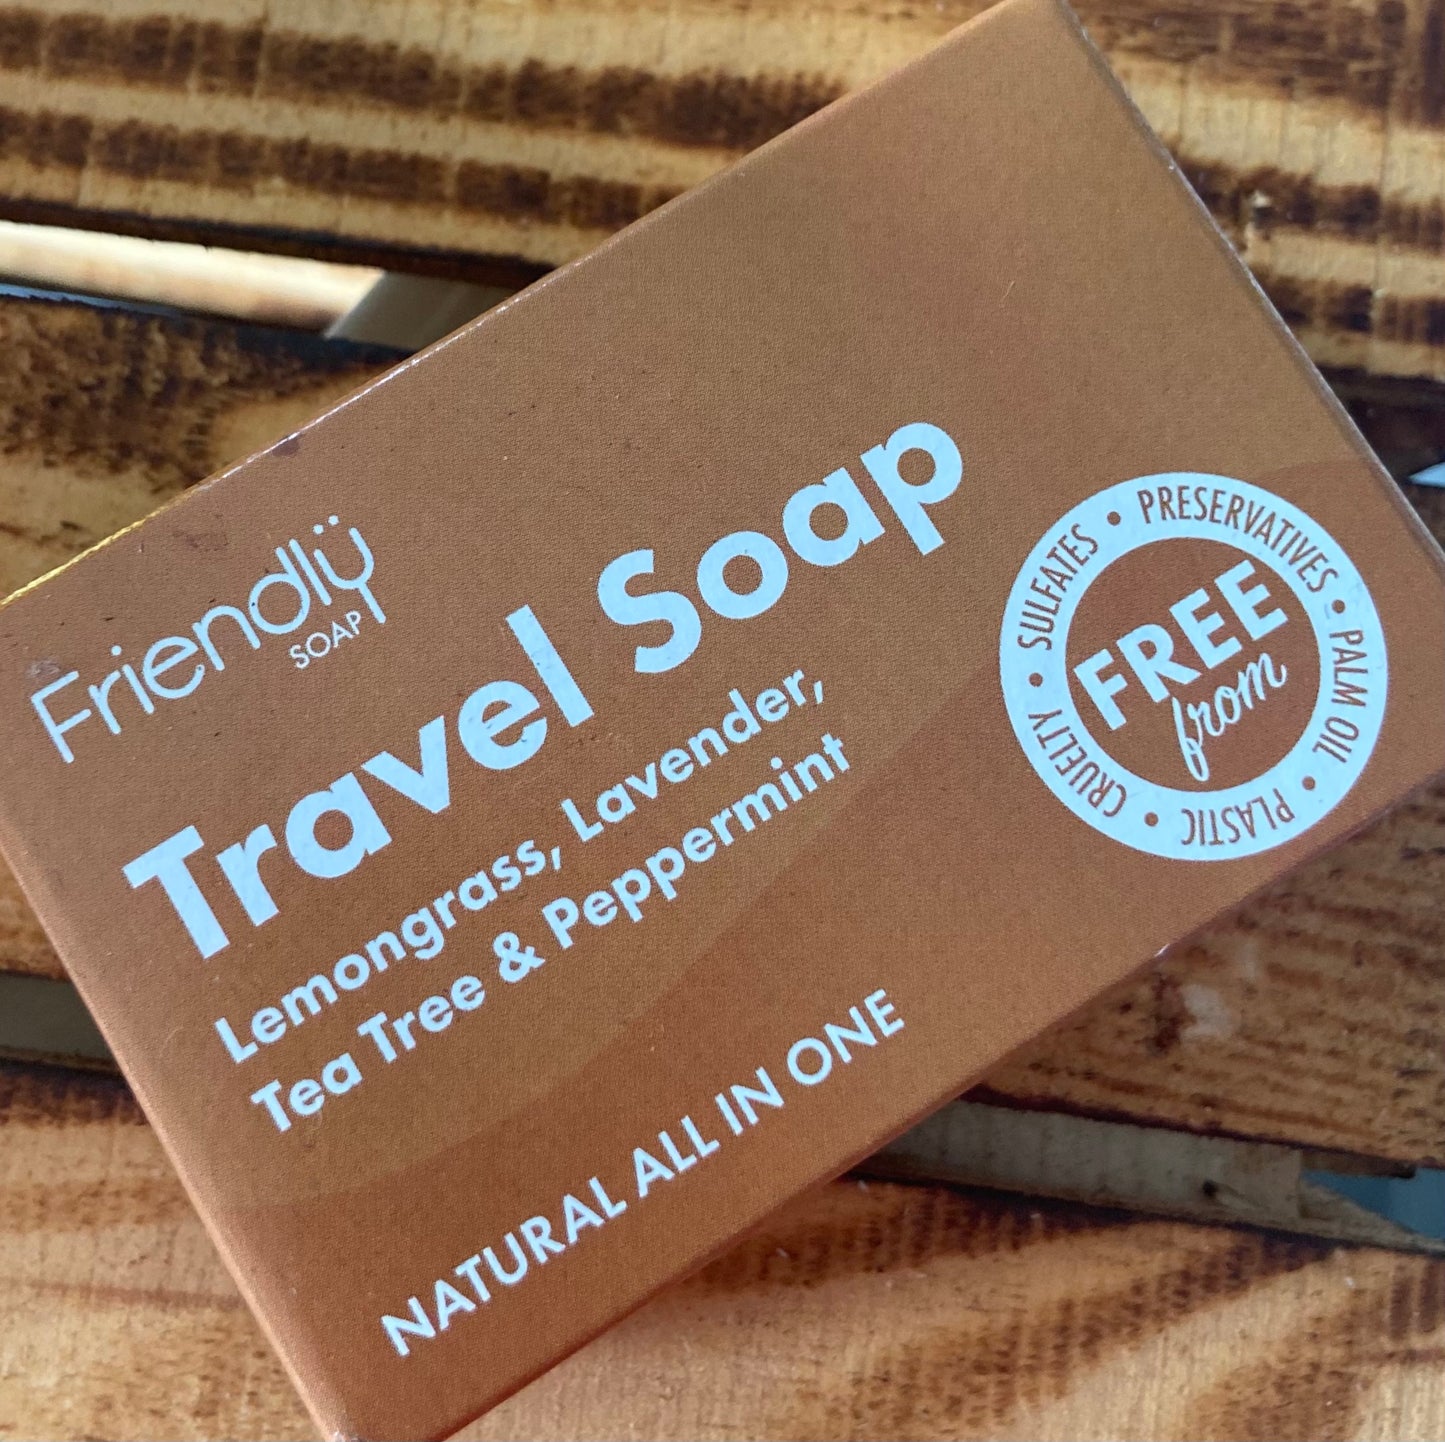 Friendlÿ
SOAP
Travel Soap
Lemongrass, Lavender,
Tea Tree & Peppermint
NATURAL ALL IN ONE
FREE
from
SULFATES • PRESERVATIVES • PALM OIL • PLASTIC • CRUELTY •